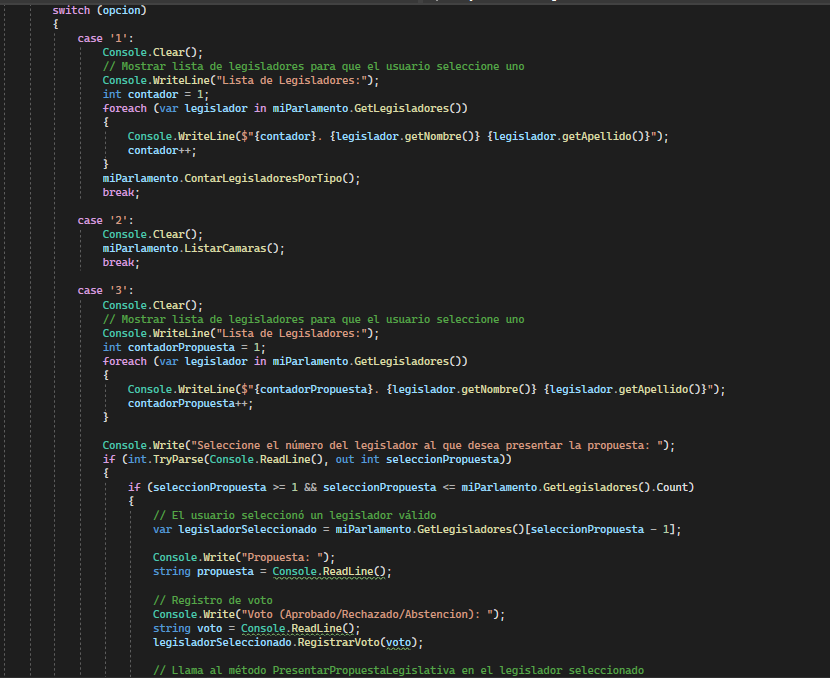 switch (opcion)
{
case '1':
Console.Clear();
// Mostrar lista de legisladores para que el usuario seleccione uno
Console.WriteLine("Lista de Legisladores:");
int contador = 1;
foreach (var legislador in miParlamento.GetLegisladores())
{
Console.WriteLine($"{contador}. {legislador.getNombre()} {legislador.getApellido()}");
contador++;
}
miParlamento.ContarLegisladoresPorTipo();
break;
case '2':
Console.Clear();
miParlamento.ListarCamaras();
break;
case '3':
Console.Clear();
// Mostrar lista de legisladores para que el usuario seleccione uno
Console.WriteLine("Lista de Legisladores:");
int contadorPropuesta = 1;
foreach (var legislador in miParlamento.GetLegisladores())
{
Console.WriteLine($"{contadorPropuesta}. {legislador.getNombre()} {legislador.getApellido()}");
contadorPropuesta++;
}
Console.Write("Seleccione el número del legislador al que desea presentar la propuesta: ");
if (int.TryParse(Console.ReadLine(), out int seleccionPropuesta))
{
if (seleccionPropuesta >= 1 && seleccionPropuesta <= miParlamento.GetLegisladores().Count)
{
// El usuario seleccionó un legislador válido
var legisladorSeleccionado = miParlamento.GetLegisladores()[seleccionPropuesta - 1];
Console.Write("Propuesta: ");
string propuesta = Console.ReadLine();
// Registro de voto
Console.Write("Voto (Aprobado/Rechazado/Abstencion): ");
string voto = Console.ReadLine();
legisladorSeleccionado.RegistrarVoto(voto);
// Llama al método PresentarPropuestaLegislativa en el legislador seleccionado